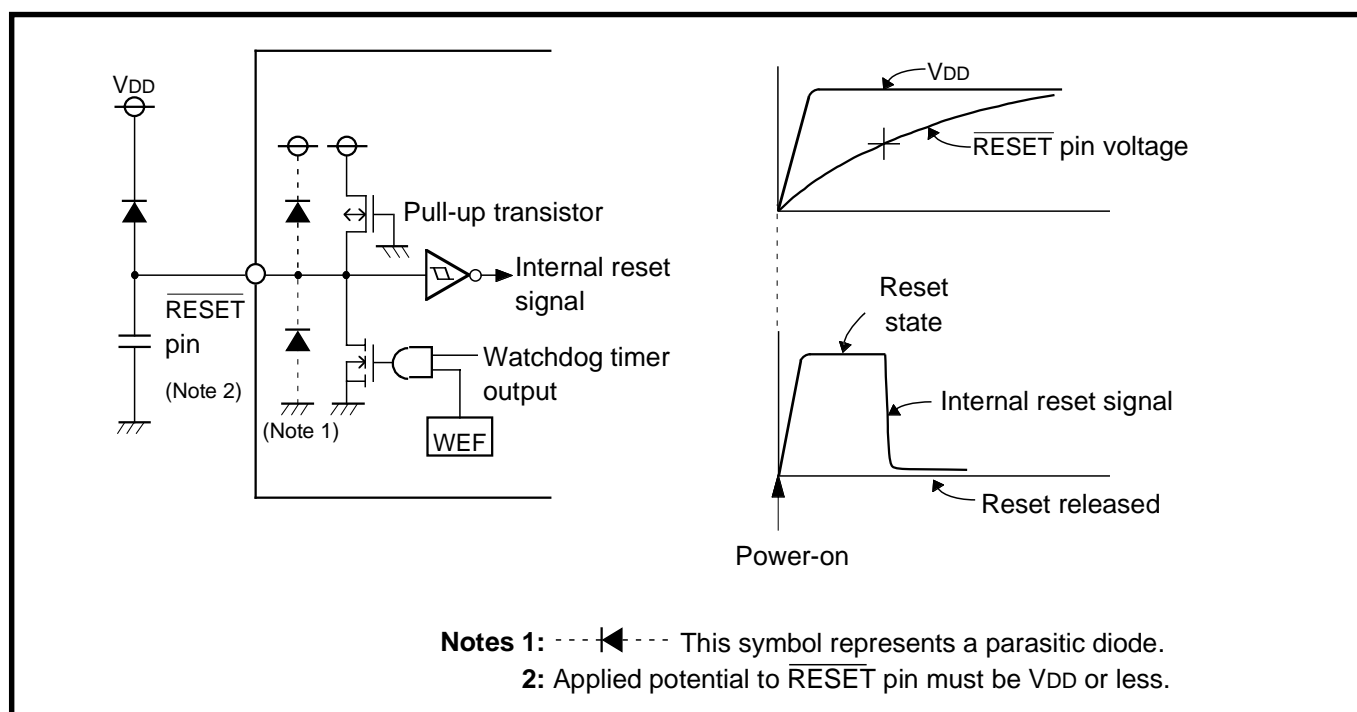 VDD
RESET
pin
(Note 2)
(Note 1)
Pull-up transistor
Internal reset
signal
Watchdog timer
output
WEF
VDD
RESET pin voltage
Reset
state
Internal reset signal
Reset released
Power-on
Notes 1: This symbol represents a parasitic diode.
2: Applied potential to RESET pin must be VDD or less.